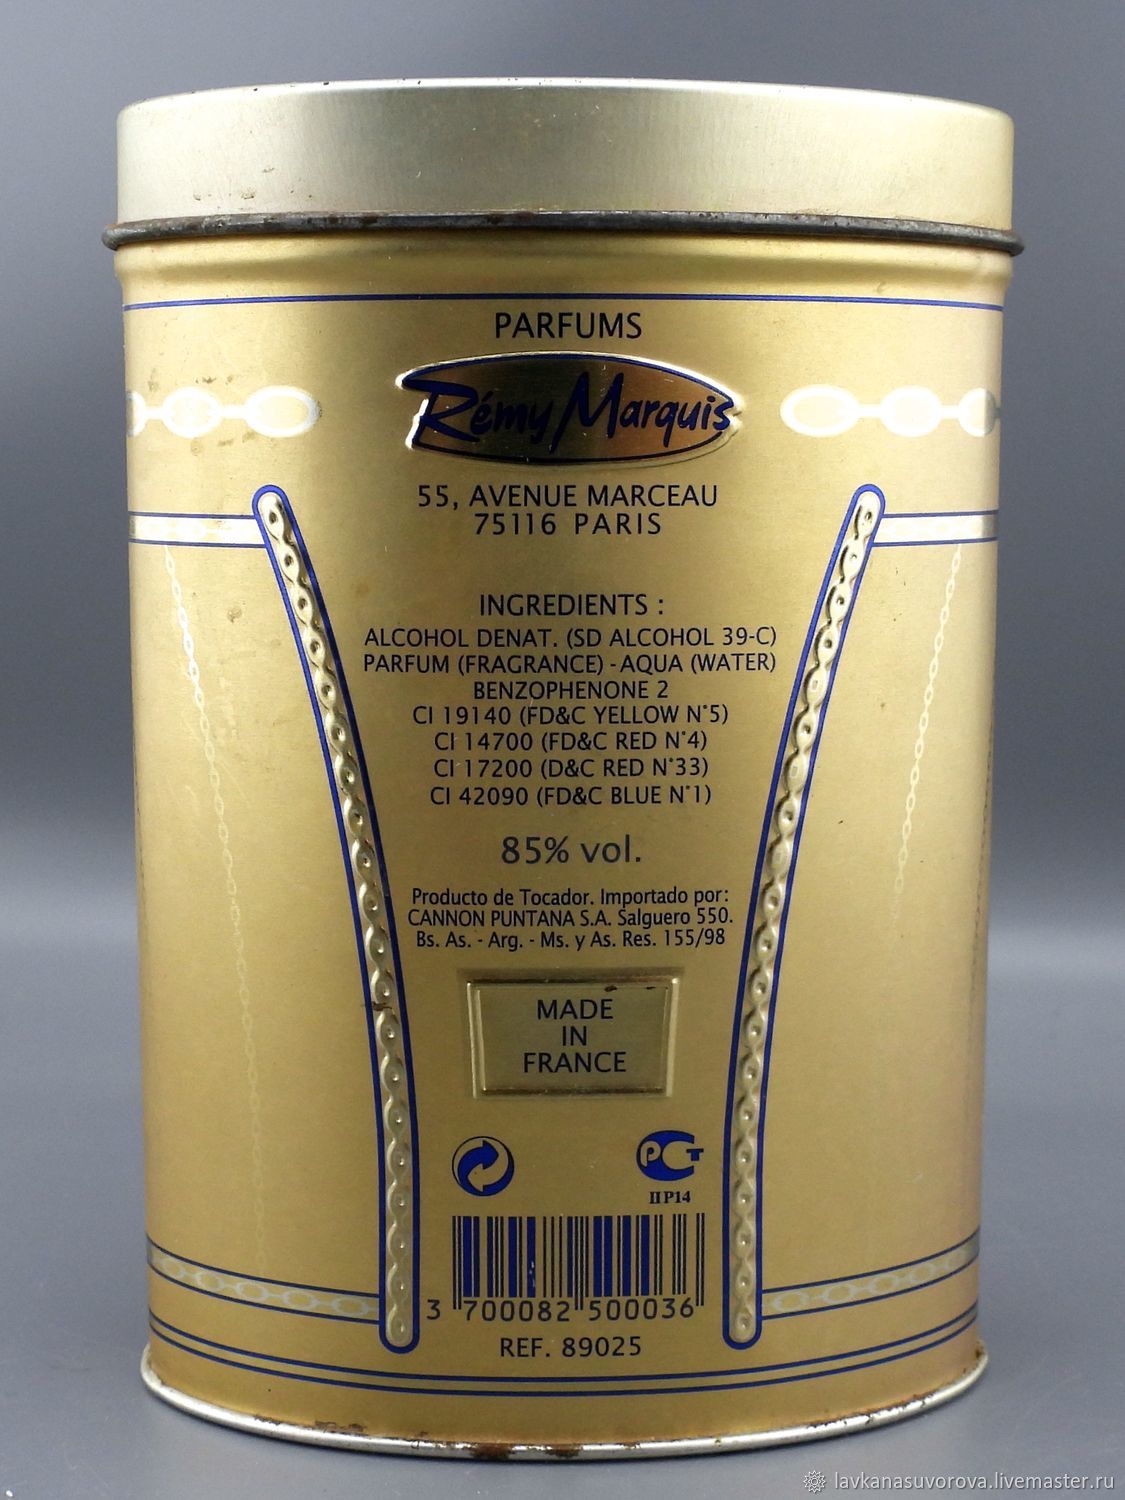 PARFUMS
Rémy Marquis
55, AVENUE MARCEAU
75116 PARIS
INGREDIENTS :
ALCOHOL DENAT. (SD ALCOHOL 39-C)
PARFUM (FRAGRANCE) - AQUA (WATER)
BENZOPHENONE 2
CI 19140 (FD&C YELLOW N°5)
CI 14700 (FD&C RED N°4)
CI 17200 (D&C RED N°33)
CI 42090 (FD&C BLUE N°1)
85% vol.
Producto de Tocador. Importado por:
CANNON PUNTANA S.A. Salguero 550.
Bs. As. - Arg. - Ms. y As. Res. 155/98
MADE
IN
FRANCE
РСТ
ПР14
3 700082 500036
REF. 89025
lavkanasuvorova.livemaster.ru